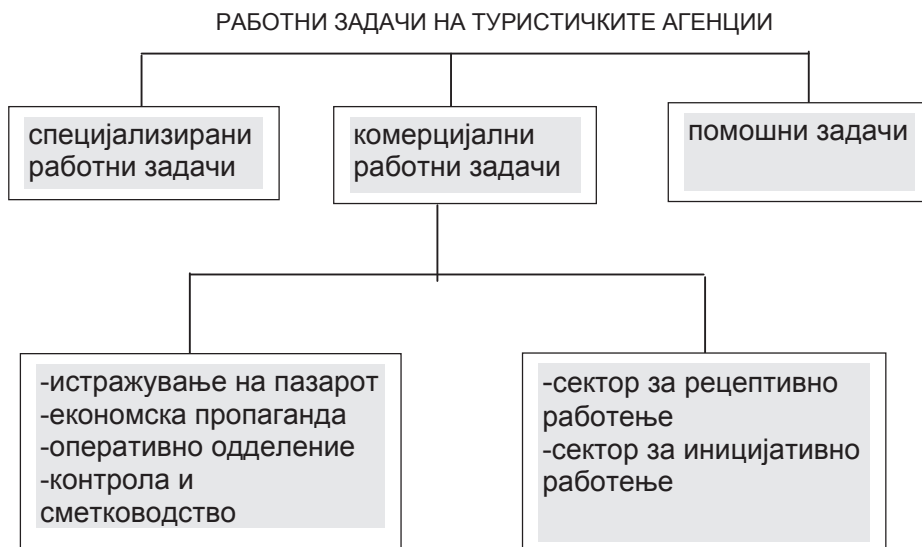 РАБОТНИ ЗАДАЧИ НА ТУРИСТИЧКИТЕ АГЕНЦИИ
специјализирани
работни задачи
комерцијални
работни задачи
помошни задачи
-истражување на пазарот
-економска пропаганда
-оперативно одделение
-контрола и
сметководство
-сектор за рецептивно
работење
-сектор за иницијативно
работење